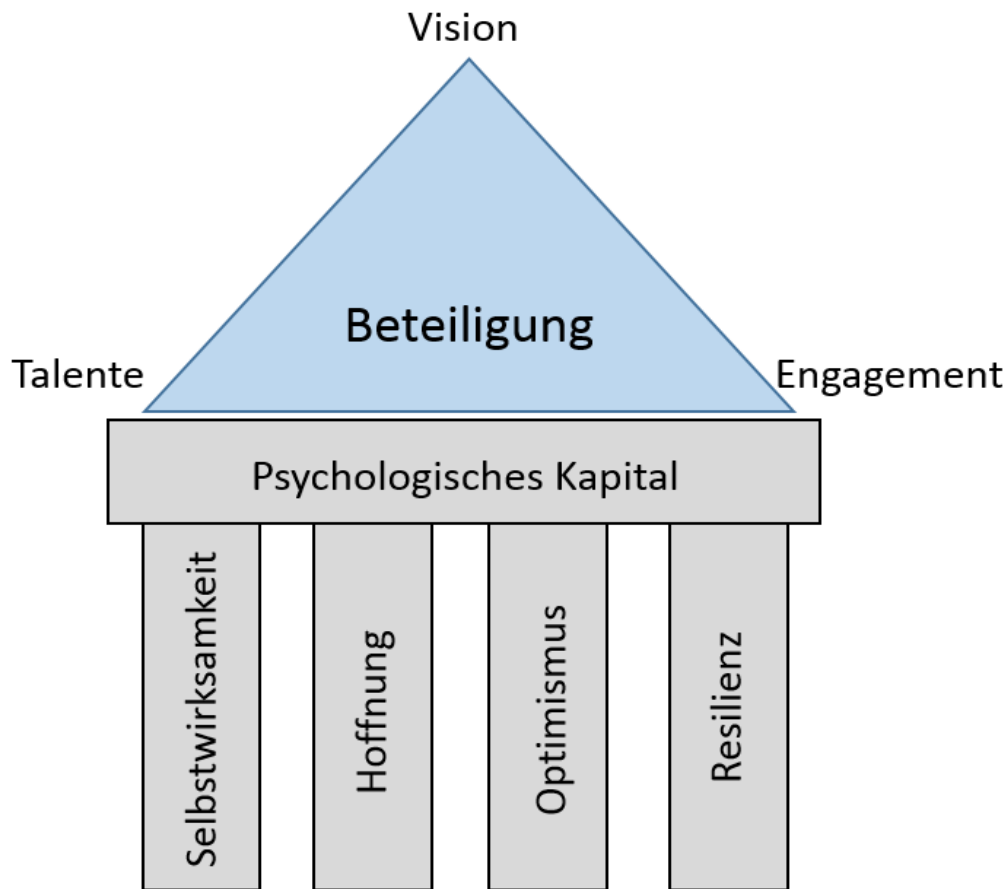 Vision
Beteiligung
Talente
Engagement
Psychologisches Kapital
Selbstwirksamkeit
Hoffnung
Optimismus
Resilienz